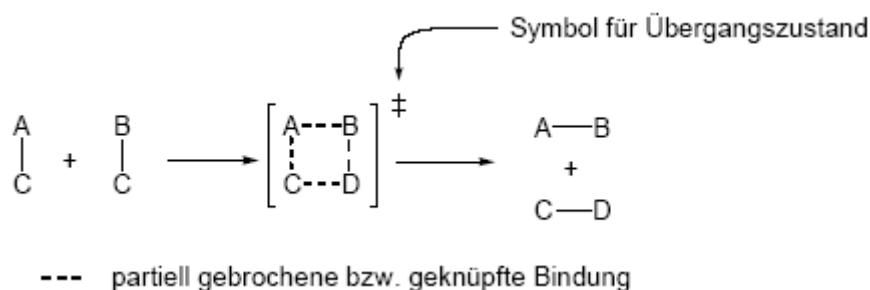 Symbol für Übergangszustand
‡
A B A---B A—B
+ +
C C C---D C—D
--- partiell gebrochene bzw. geknüpfte Bindung